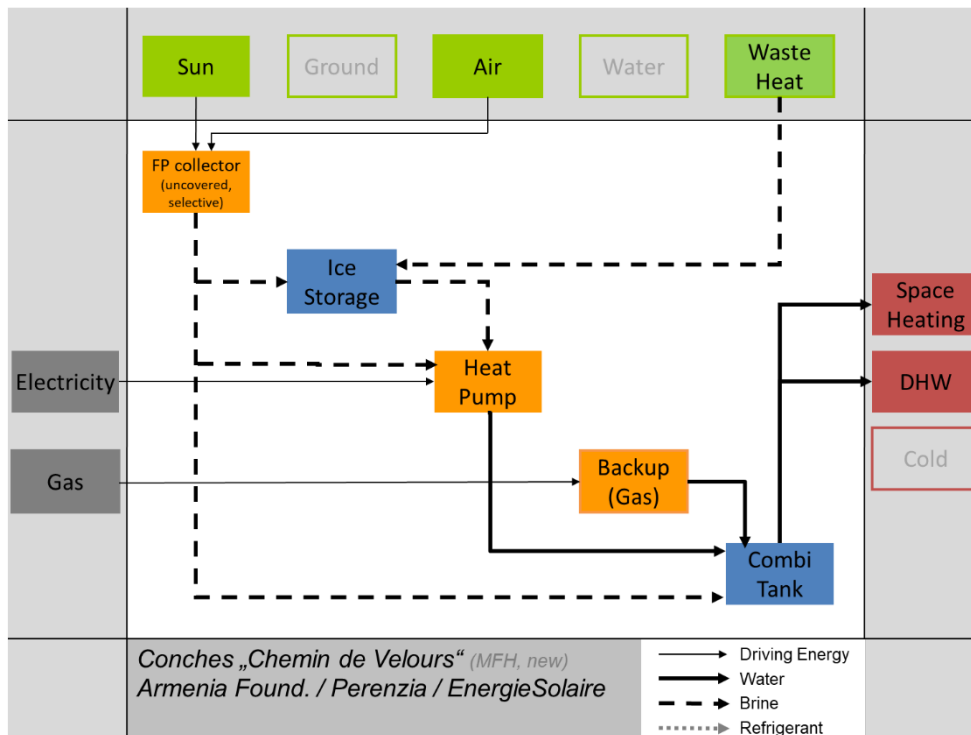 Sun
Ground
Air
Water
Waste
Heat
FP collector
(uncovered,
selective)
Ice
Storage
Space
Heating
Electricity
Heat
Pump
DHW
Gas
Backup
(Gas)
Cold
Combi
Tank
Conches „Chemin de Velours“ (MFH, new)
Armenia Found. / Perenzia / EnergieSolaire
Driving Energy
Water
Brine
Refrigerant